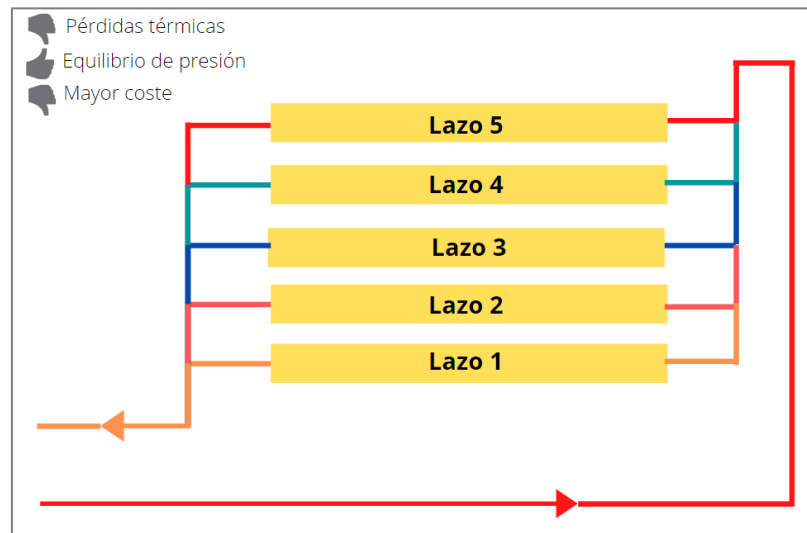 Pérdidas térmicas
Equilibrio de presión
Mayor coste
Lazo 5
Lazo 4
Lazo 3
Lazo 2
Lazo 1